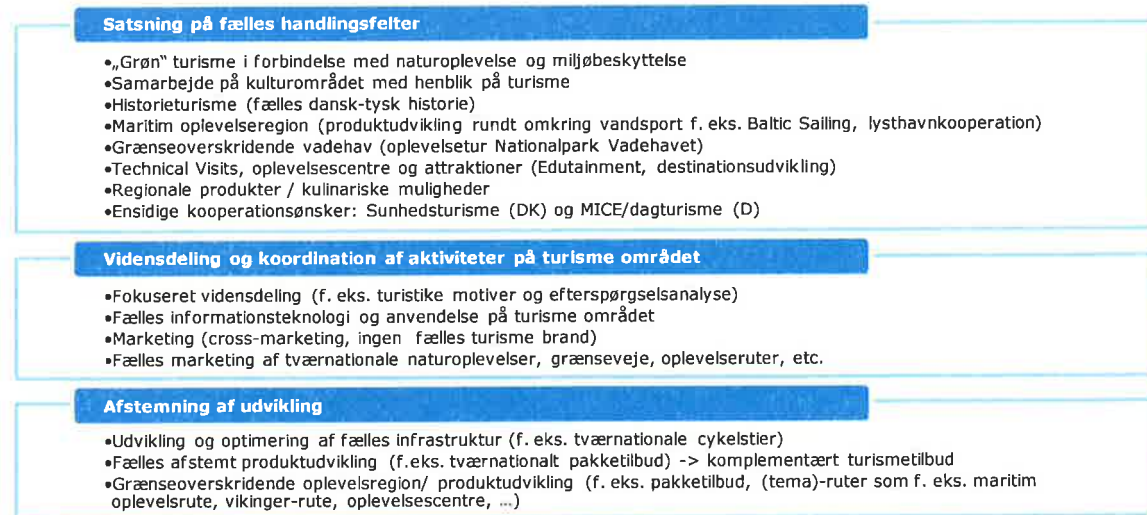 Satsning på fælles handlingsfelter
•„Grøn" turisme i forbindelse med naturoplevelse og miljøbeskyttelse
•Samarbejde på kulturområdet med henblik på turisme
•Historieturisme (fælles dansk-tysk historie)
•Maritim oplevelseregion (produktudvikling rundt omkring vandsport f. eks. Baltic Sailing, lysthavnkooperation)
•Grænseoverskridende vadehav (oplevelsetur Nationalpark Vadehavet)
•Technical Visits, oplevelsescentre og attraktioner (Edutainment, destinationsudvikling)
•Regionale produkter / kulinariske muligheder
•Ensidige kooperationsønsker: Sunhedsturisme (DK) og MICE/dagturisme (D)
Vidensdeling og koordination af aktiviteter på turisme området
•Fokuseret vidensdeling (f. eks. turistike motiver og efterspørgselsanalyse)
•Fælles informationsteknologi og anvendelse på turisme området
•Marketing (cross-marketing, ingen fælles turisme brand)
•Fælles marketing af tværnationale naturoplevelser, grænseveje, oplevelseruter, etc.
Afstemning af udvikling
•Udvikling og optimering af fælles infrastruktur (f. eks. tværnationale cykelstier)
•Fælles afstemt produktudvikling (f.eks. tværnationalt pakketilbud) -> komplementært turismetilbud
•Grænseoverskridende oplevelsregion/ produktudvikling (f. eks. pakketilbud, (tema)-ruter som f. eks. maritim
oplevelsrute, vikinger-rute, oplevelsescentre, ...)